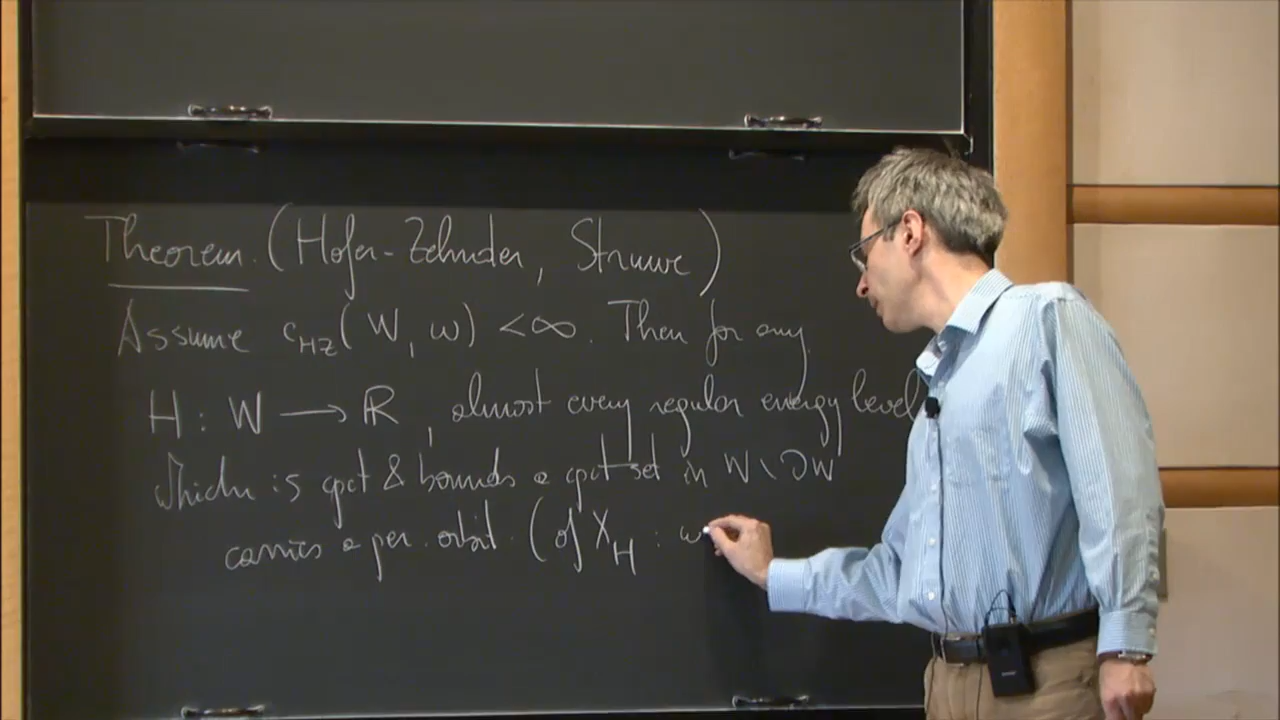 Theorem. (Hofer-Zehnder, Struwe)
Assume c_HZ(W, ω) < ∞. Then for any
H : W → ℝ, almost every regular energy level
which is cpct & bounds a cpct set in W \ ∂W
carries a per. orbit. (of X_H : ω